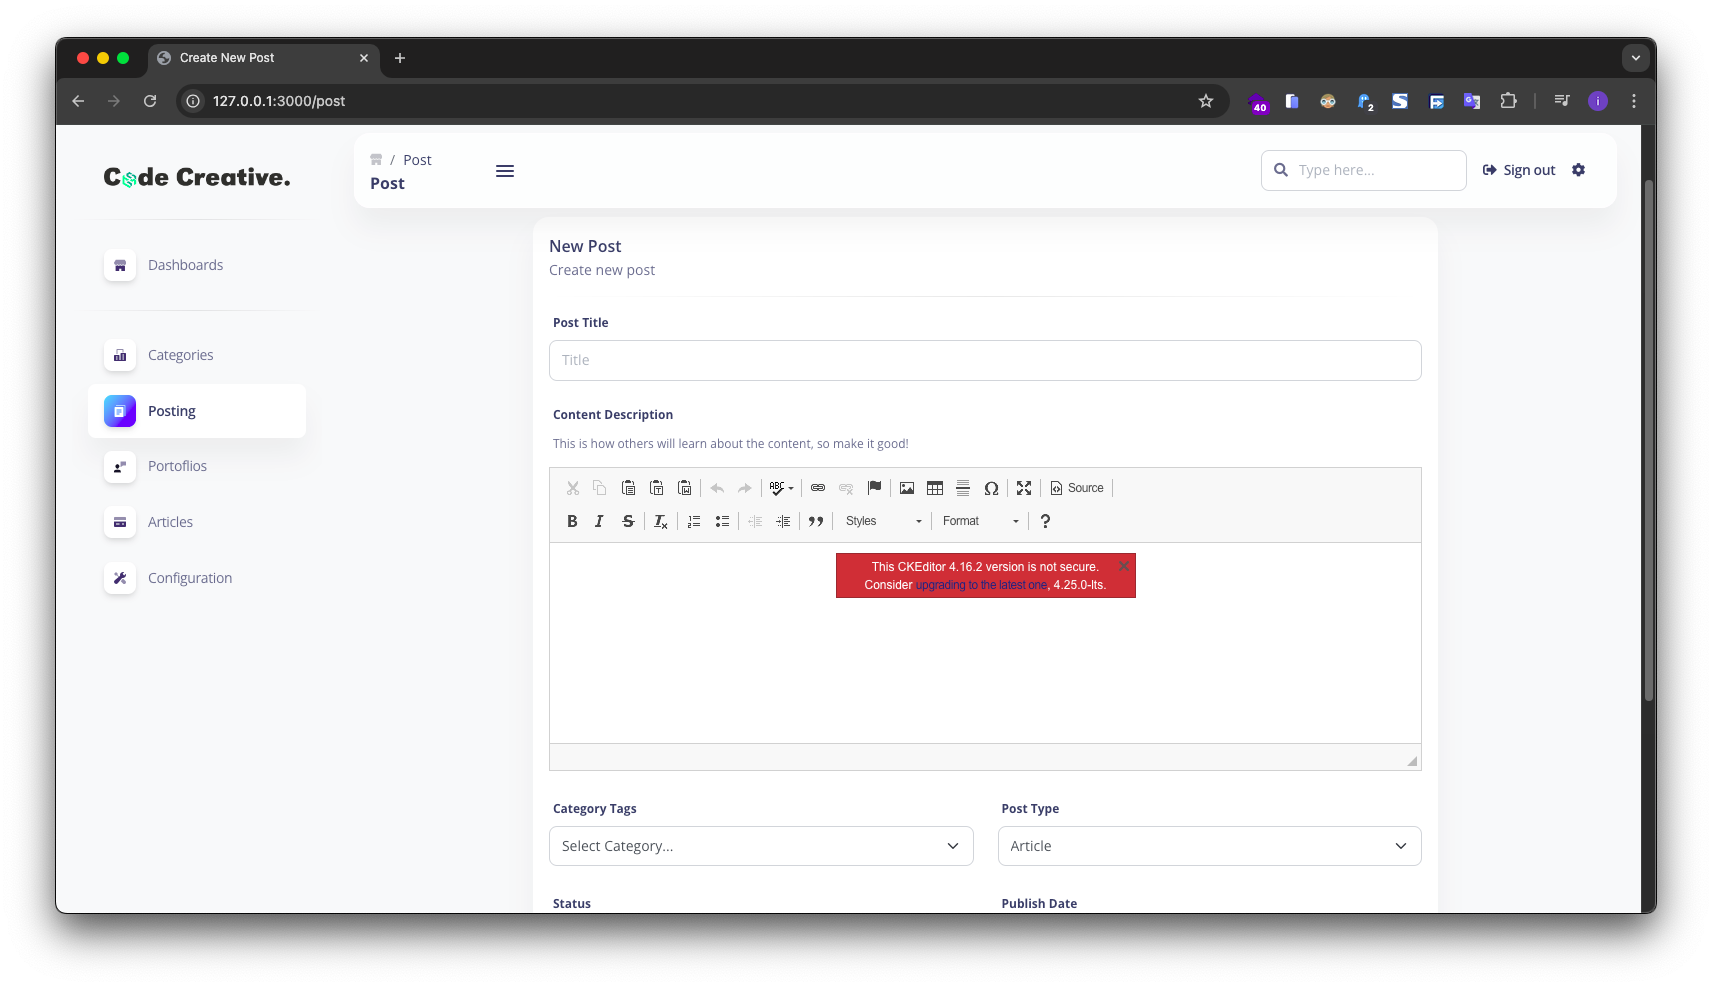 Create New Post
127.0.0.1:3000/post
40
2
i
Code Creative.
/ Post
Post
Type here...
Sign out
Dashboards
Categories
Posting
Portoflios
Articles
Configuration
New Post
Create new post
Post Title
Title
Content Description
This is how others will learn about the content, so make it good!
ABC
Ω
Source
B I S Tx
Styles
Format
?
This CKEditor 4.16.2 version is not secure.
Consider upgrading to the latest one, 4.25.0-lts.
Category Tags
Post Type
Select Category...
Article
Status
Publish Date